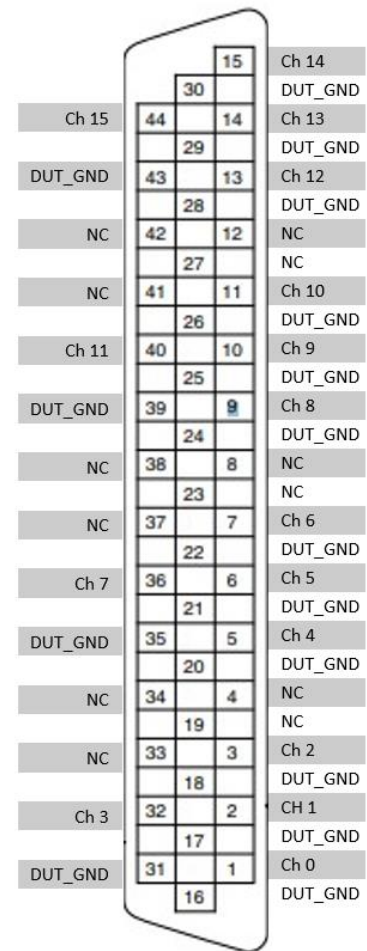 15 Ch 14
30 DUT_GND
Ch 15 44 14 Ch 13
29 DUT_GND
DUT_GND 43 13 Ch 12
28 DUT_GND
NC 42 12 NC
27 NC
NC 41 11 Ch 10
26 DUT_GND
Ch 11 40 10 Ch 9
25 DUT_GND
DUT_GND 39 9 Ch 8
24 DUT_GND
NC 38 8 NC
23 NC
NC 37 7 Ch 6
22 DUT_GND
Ch 7 36 6 Ch 5
21 DUT_GND
DUT_GND 35 5 Ch 4
20 DUT_GND
NC 34 4 NC
19 NC
NC 33 3 Ch 2
18 DUT_GND
Ch 3 32 2 CH 1
17 DUT_GND
DUT_GND 31 1 Ch 0
16 DUT_GND